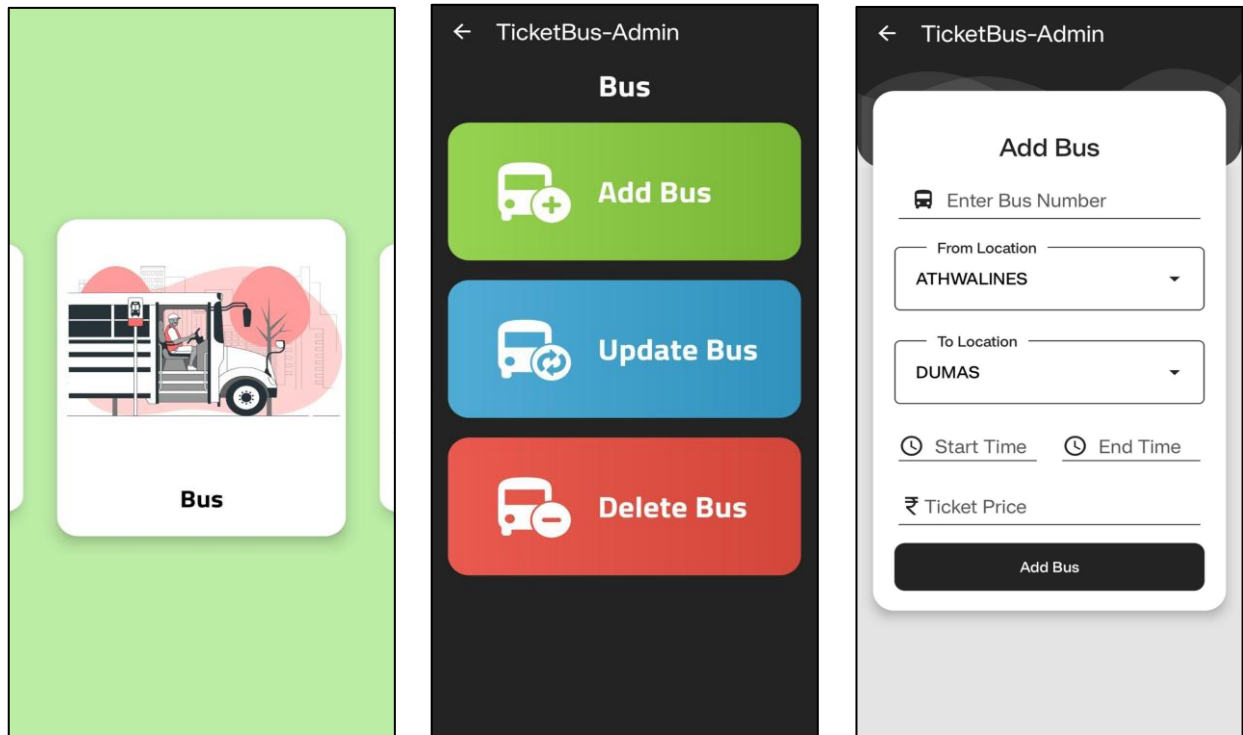 Bus
TicketBus-Admin
Bus
Add Bus
Update Bus
Delete Bus
TicketBus-Admin
Add Bus
Enter Bus Number
From Location
ATHWALINES
To Location
DUMAS
Start Time End Time
₹ Ticket Price
Add Bus